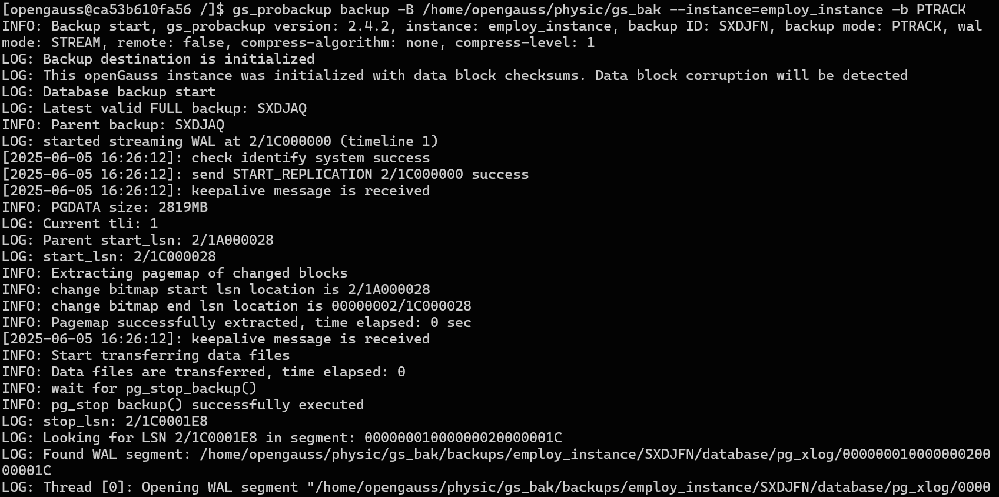 [opengauss@ca53b610fa56 /]$ gs_probackup backup -B /home/opengauss/physic/gs_bak --instance=employ_instance -b PTRACK
INFO: Backup start, gs_probackup version: 2.4.2, instance: employ_instance, backup ID: SXDJFN, backup mode: PTRACK, wal
mode: STREAM, remote: false, compress-algorithm: none, compress-level: 1
LOG: Backup destination is initialized
LOG: This openGauss instance was initialized with data block checksums. Data block corruption will be detected
LOG: Database backup start
LOG: Latest valid FULL backup: SXDJAQ
INFO: Parent backup: SXDJAQ
LOG: started streaming WAL at 2/1C000000 (timeline 1)
[2025-06-05 16:26:12]: check identify system success
[2025-06-05 16:26:12]: send START_REPLICATION 2/1C000000 success
[2025-06-05 16:26:12]: keepalive message is received
INFO: PGDATA size: 2819MB
LOG: Current tli: 1
LOG: Parent start_lsn: 2/1A000028
LOG: start_lsn: 2/1C000028
INFO: Extracting pagemap of changed blocks
INFO: change bitmap start lsn location is 2/1A000028
INFO: change bitmap end lsn location is 00000002/1C000028
INFO: Pagemap successfully extracted, time elapsed: 0 sec
[2025-06-05 16:26:12]: keepalive message is received
INFO: Start transferring data files
INFO: Data files are transferred, time elapsed: 0
INFO: wait for pg_stop_backup()
INFO: pg_stop backup() successfully executed
LOG: stop_lsn: 2/1C0001E8
LOG: Looking for LSN 2/1C0001E8 in segment: 00000001000000020000001C
LOG: Found WAL segment: /home/opengauss/physic/gs_bak/backups/employ_instance/SXDJFN/database/pg_xlog/000000010000000200
00001C
LOG: Thread [0]: Opening WAL segment "/home/opengauss/physic/gs_bak/backups/employ_instance/SXDJFN/database/pg_xlog/0000